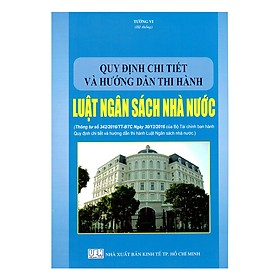 TƯỜNG VI
(Hệ thống)
QUY ĐỊNH CHI TIẾT
VÀ HƯỚNG DẪN THI HÀNH
LUẬT NGÂN SÁCH NHÀ NƯỚC
(Thông tư số 342/2016/TT-BTC Ngày 30/12/2016 của Bộ Tài chính ban hành
Quy định chi tiết và hướng dẫn thi hành Luật Ngân sách nhà nước)
NHÀ XUẤT BẢN KINH TẾ TP. HỒ CHÍ MINH